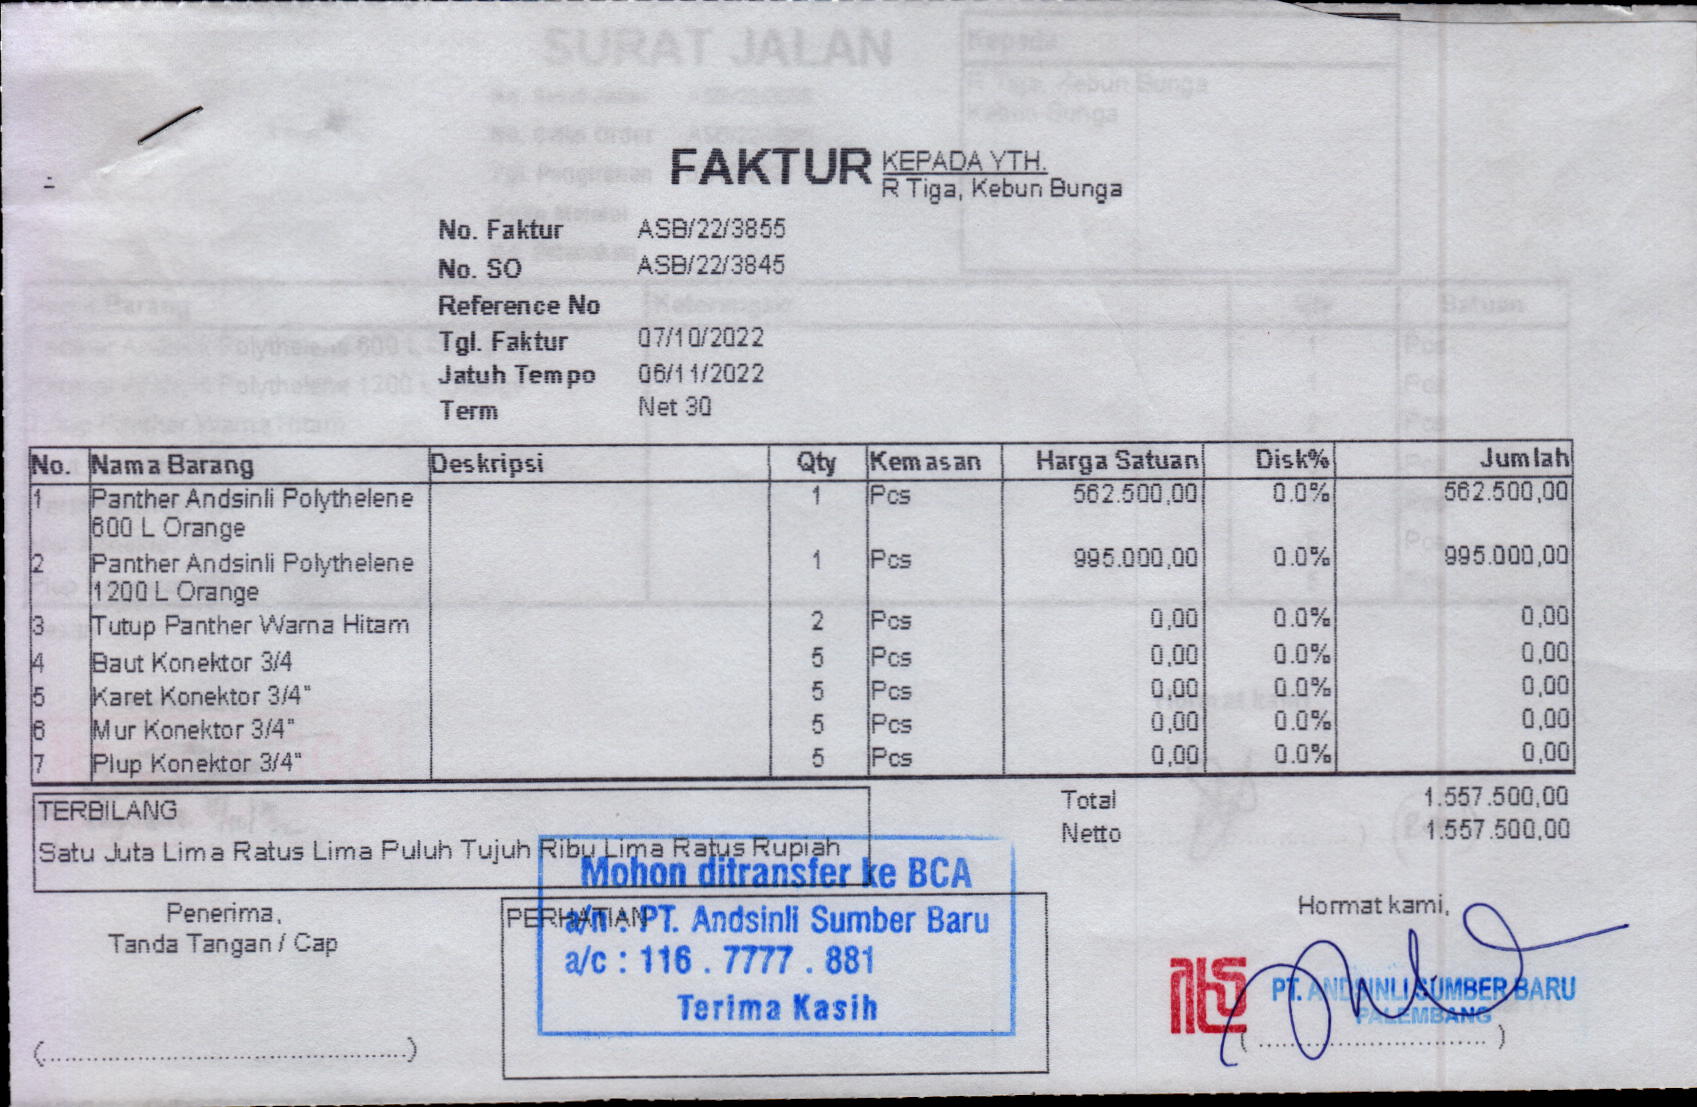 FAKTUR
KEPADA YTH.
R Tiga, Kebun Bunga
No. Faktur ASB/22/3855
No. SO ASB/22/3845
Reference No
Tgl. Faktur 07/10/2022
Jatuh Tempo 06/11/2022
Term Net 30
No. Nama Barang Deskripsi Qty Kemasan Harga Satuan Disk% Jumlah
1 Panther Andsinli Polythelene 1 Pcs 562.500,00 0.0% 562.500,00
600 L Orange
2 Panther Andsinli Polythelene 1 Pcs 995.000,00 0.0% 995.000,00
1200 L Orange
3 Tutup Panther Warna Hitam 2 Pcs 0,00 0.0% 0,00
4 Baut Konektor 3/4 5 Pcs 0,00 0.0% 0,00
5 Karet Konektor 3/4" 5 Pcs 0,00 0.0% 0,00
6 Mur Konektor 3/4" 5 Pcs 0,00 0.0% 0,00
7 Plup Konektor 3/4" 5 Pcs 0,00 0.0% 0,00
TERBILANG
Satu Juta Lima Ratus Lima Puluh Tujuh Ribu Lima Ratus Rupiah
Total 1.557.500,00
Netto 1.557.500,00
Penerima,
Tanda Tangan / Cap
PERHATIAN
Mohon ditransfer ke BCA
a/n : PT. Andsinli Sumber Baru
a/c : 116 . 7777 . 881
Terima Kasih
Hormat kami,
PT. ANDSINLI SUMBER BARU
PALEMBANG
SURAT JALAN
Kepada
R Tiga, Kebun Bunga
Kebun Bunga